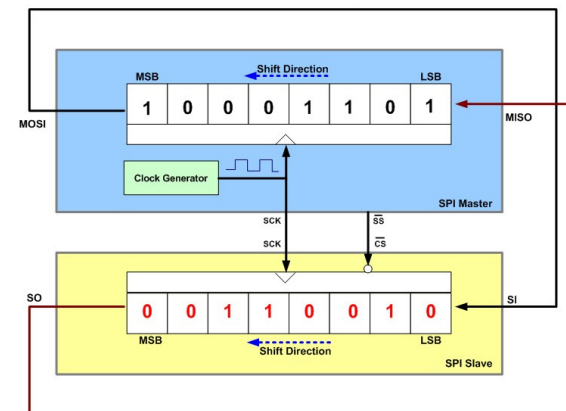 Shift Direction
MSB LSB
1 0 0 0 1 1 0 1
MOSI MISO
Clock Generator
SPI Master
SCK SS
SCK CS
SO SI
0 0 1 1 0 0 1 0
MSB LSB
Shift Direction
SPI Slave